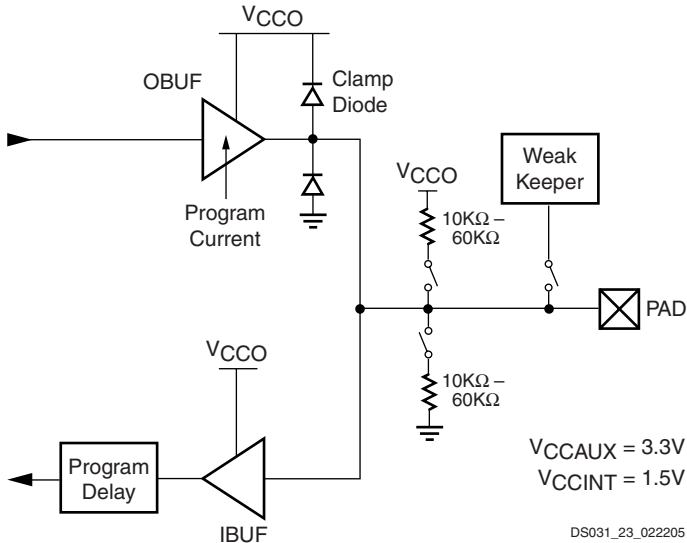 VCCO
OBUF
Clamp
Diode
Program
Current
VCCO
10KΩ –
60KΩ
Weak
Keeper
PAD
10KΩ –
60KΩ
VCCO
Program
Delay
IBUF
VCCAUX = 3.3V
VCCINT = 1.5V
DS031_23_022205